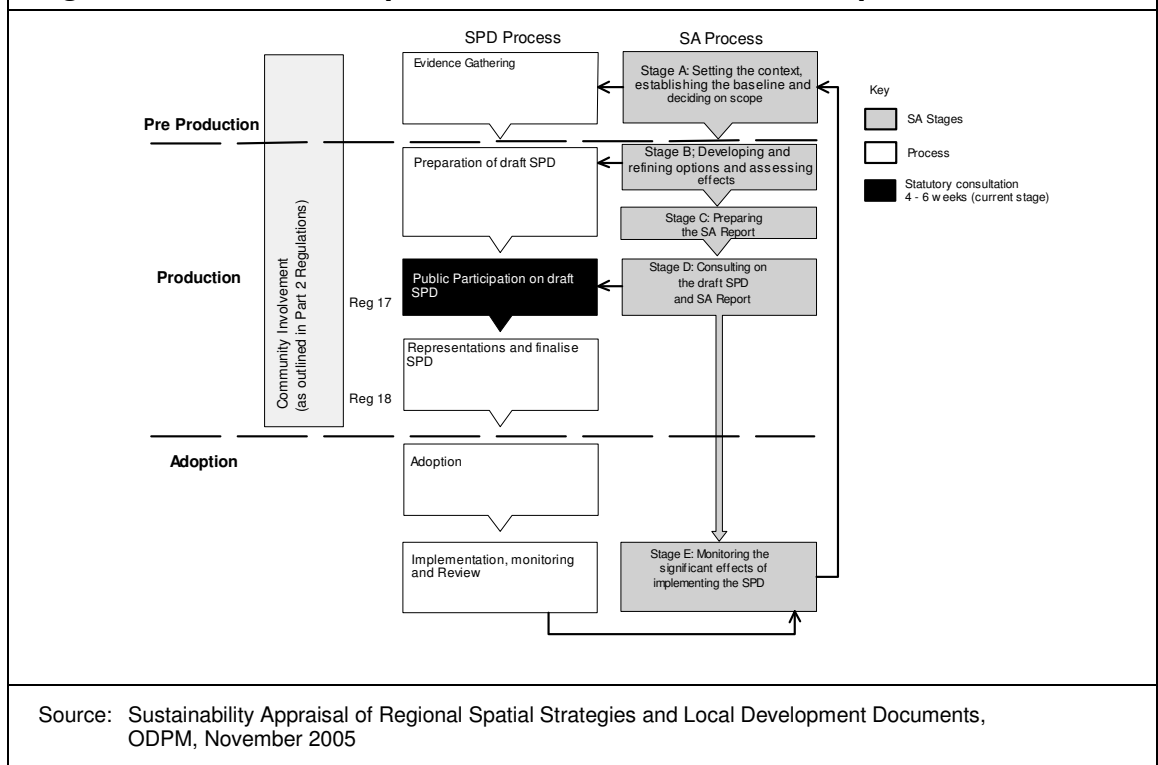 SPD Process
SA Process
Evidence Gathering
Stage A: Setting the context,
establishing the baseline and
deciding on scope
Key
SA Stages
Process
Statutory consultation
4 - 6 weeks (current stage)
Pre Production
Preparation of draft SPD
Stage B; Developing and
refining options and assessing
effects
Stage C: Preparing
the SA Report
Production
Community Involvement
(as outlined in Part 2 Regulations)
Reg 17
Public Participation on draft
SPD
Stage D: Consulting on
the draft SPD
and SA Report
Representations and finalise
SPD
Reg 18
Adoption
Adoption
Implementation, monitoring
and Review
Stage E: Monitoring the
significant effects of
implementing the SPD
Source: Sustainability Appraisal of Regional Spatial Strategies and Local Development Documents,
ODPM, November 2005